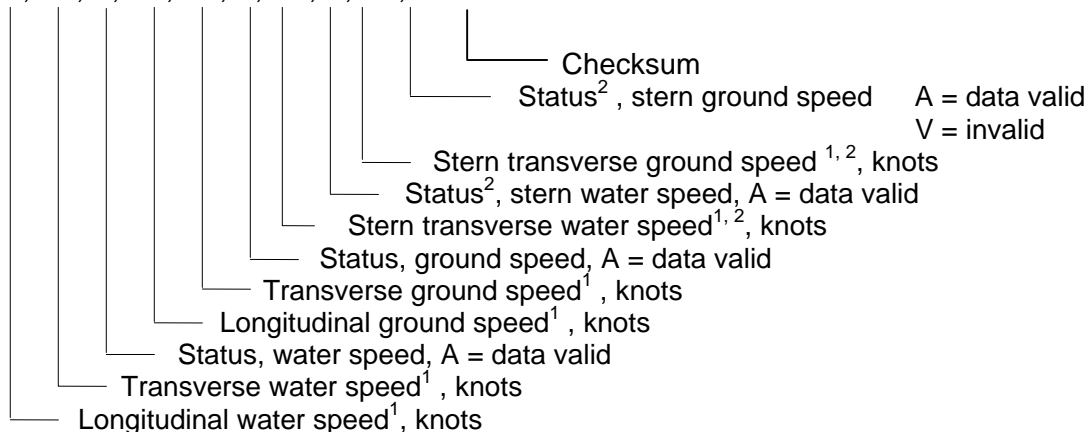 Checksum
Status², stern ground speed A = data valid
V = invalid
Stern transverse ground speed ¹,², knots
Status², stern water speed, A = data valid
Stern transverse water speed¹,², knots
Status, ground speed, A = data valid
Transverse ground speed¹ , knots
Longitudinal ground speed¹ , knots
Status, water speed, A = data valid
Transverse water speed¹ , knots
Longitudinal water speed¹, knots